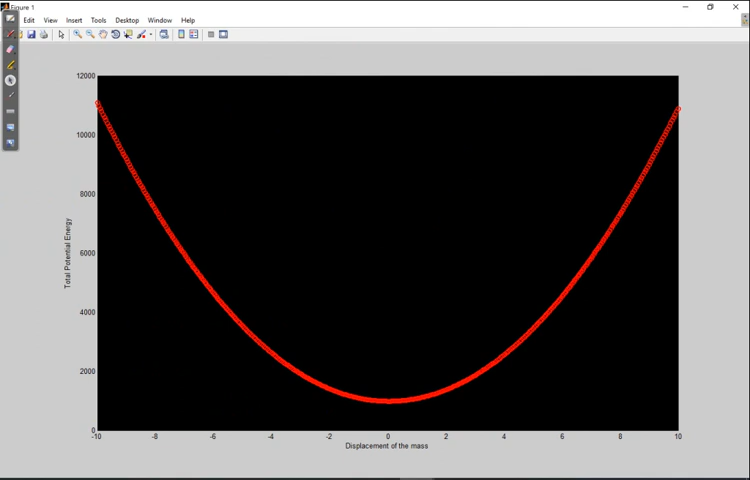 Figure 1
Edit View Insert Tools Desktop Window Help
12000
10000
8000
6000
4000
2000
0
Total Potential Energy
-10 -8 -6 -4 -2 0 2 4 6 8 10
Displacement of the mass